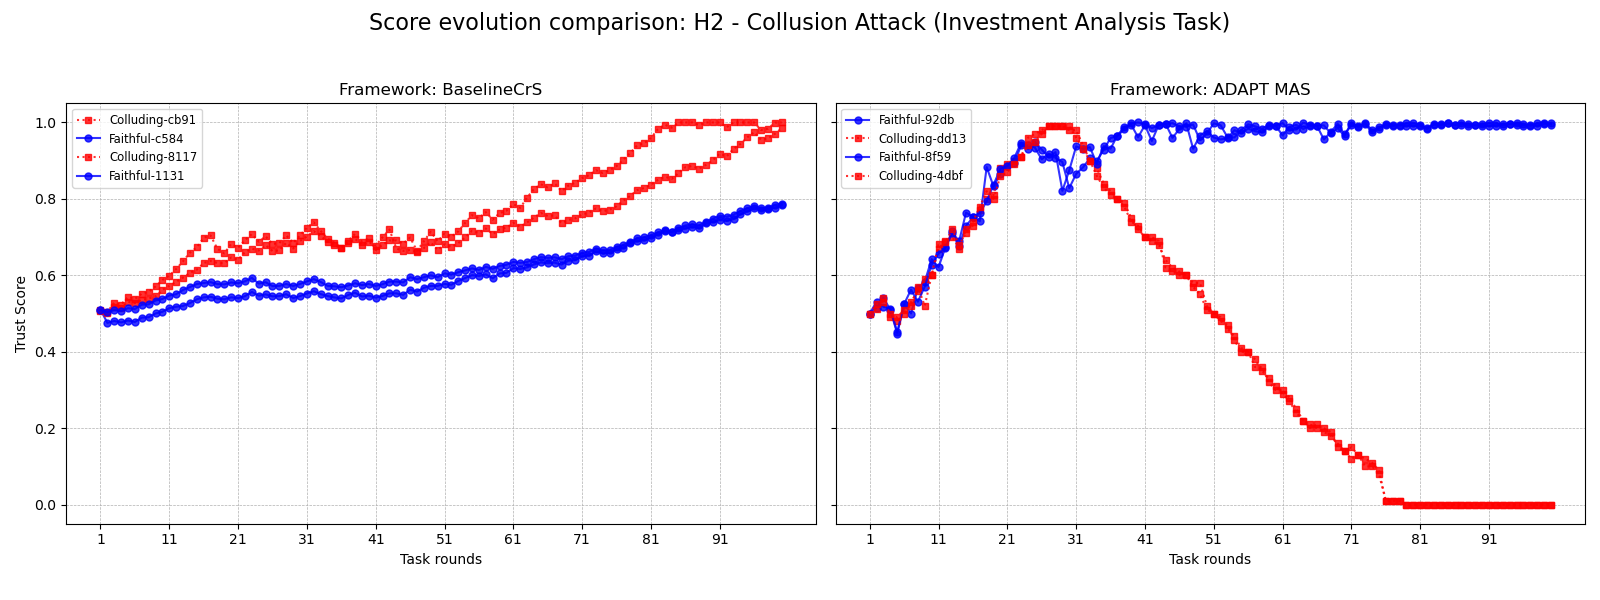 Score evolution comparison: H2 - Collusion Attack (Investment Analysis Task)
Framework: BaselineCrS
Colluding-cb91
Faithful-c584
Colluding-8117
Faithful-1131
Trust Score
1.0
0.8
0.6
0.4
0.2
0.0
1 11 21 31 41 51 61 71 81 91
Task rounds
Framework: ADAPT MAS
Faithful-92db
Colluding-dd13
Faithful-8f59
Colluding-4dbf
1 11 21 31 41 51 61 71 81 91
Task rounds